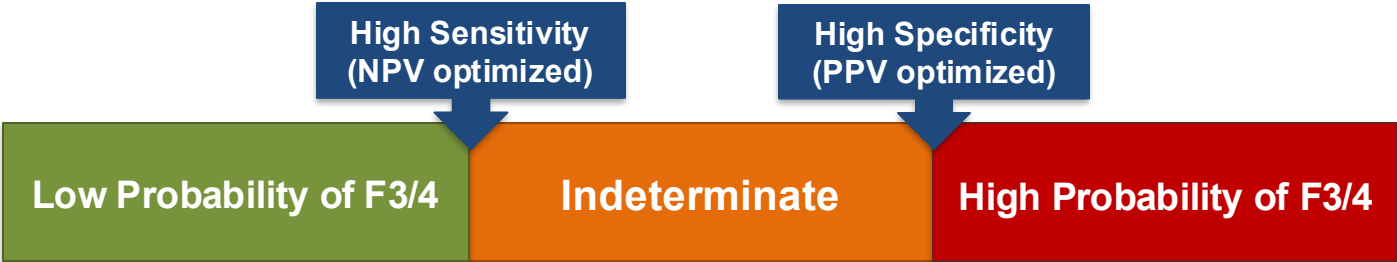 High Sensitivity
(NPV optimized)
High Specificity
(PPV optimized)
Low Probability of F3/4
Indeterminate
High Probability of F3/4